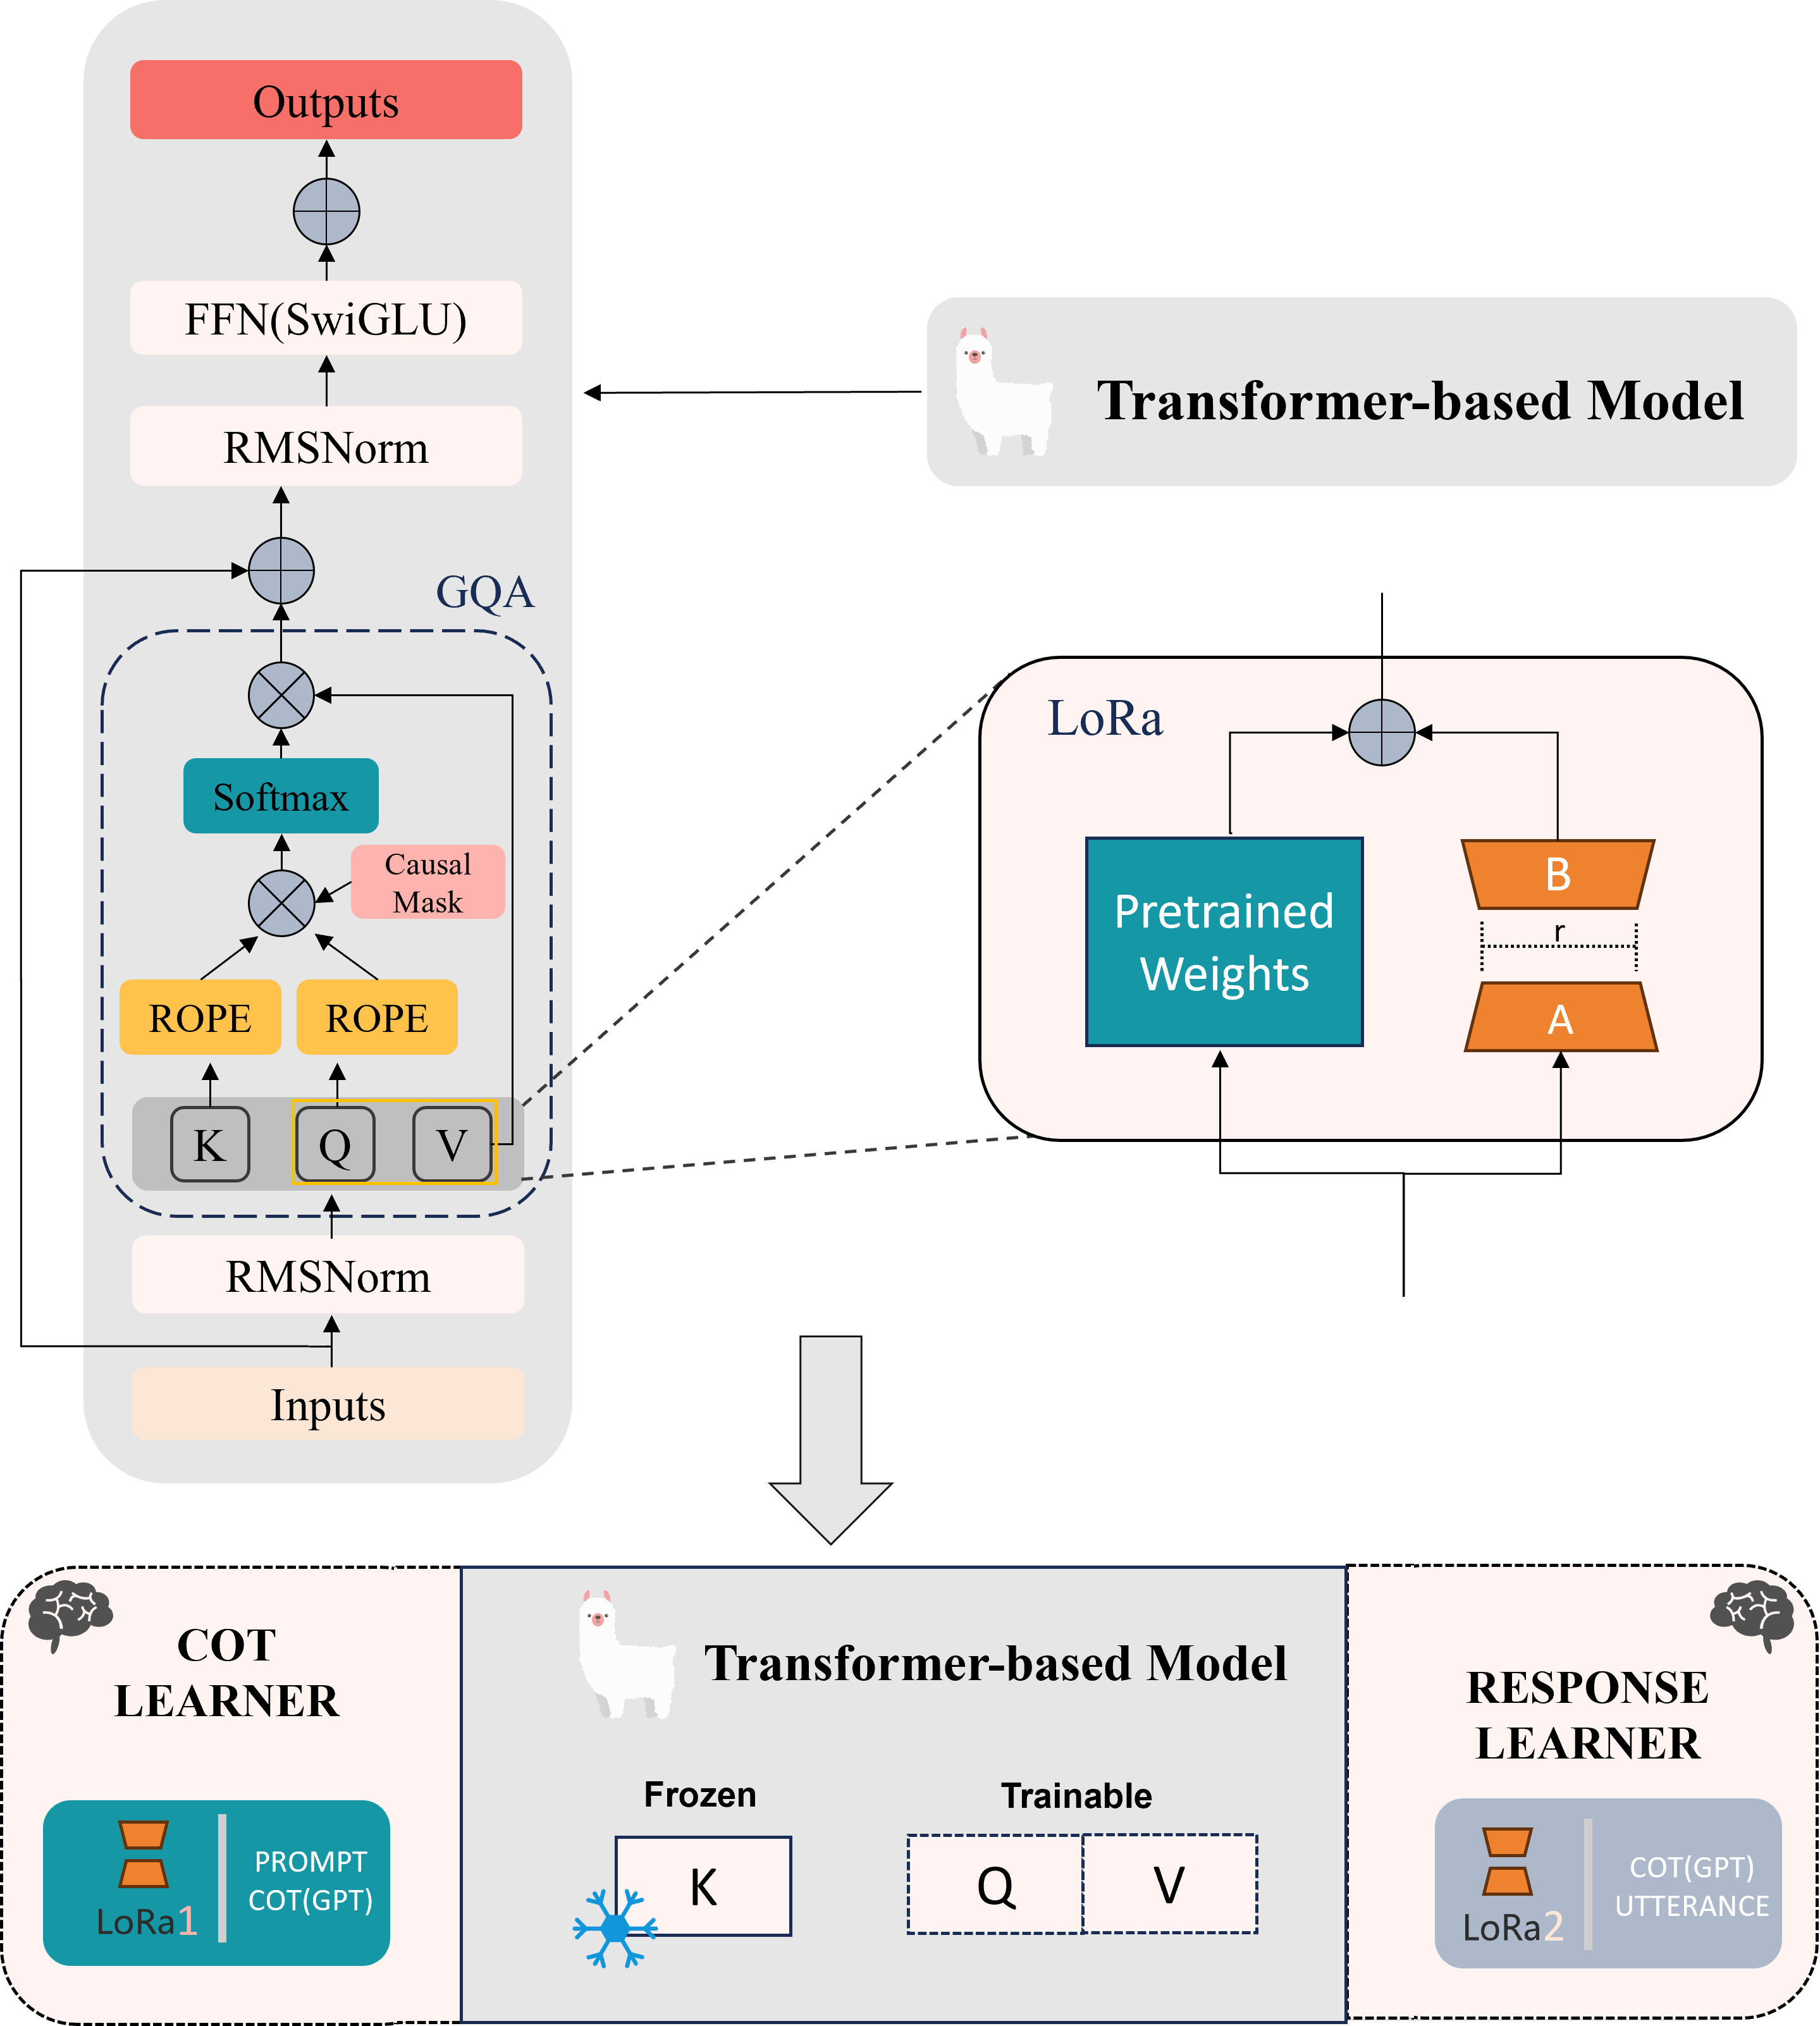 Outputs
FFN(SwiGLU)
RMSNorm
GQA
Softmax
Causal
Mask
ROPE
ROPE
K
Q
V
RMSNorm
Inputs
Transformer-based Model
LoRa
Pretrained
Weights
B
r
A
COT
LEARNER
LoRa1
PROMPT
COT(GPT)
Transformer-based Model
Frozen
Trainable
K
Q
V
RESPONSE
LEARNER
LoRa2
COT(GPT)
UTTERANCE